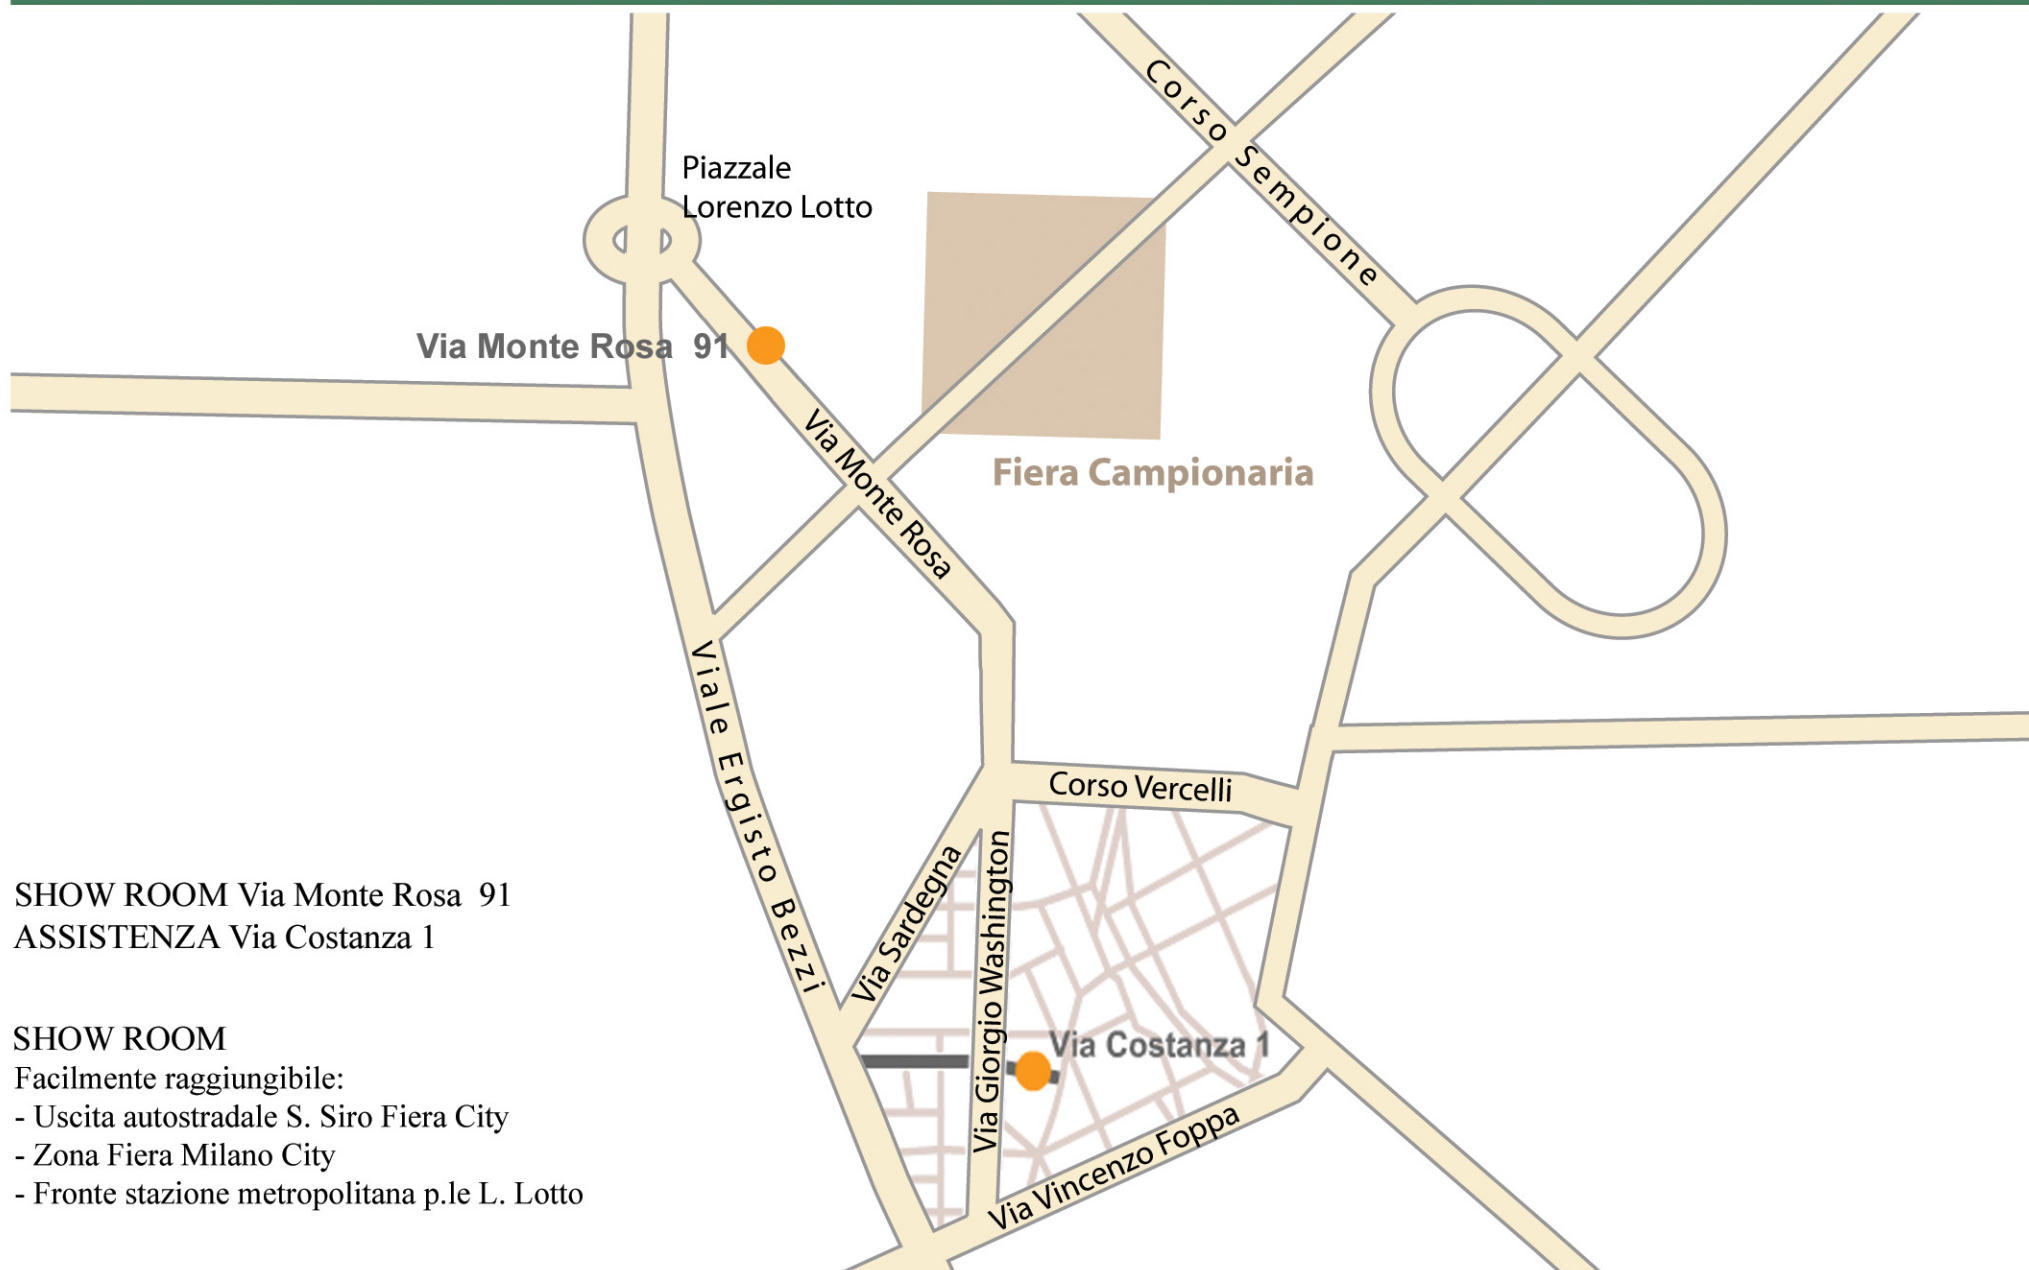 Corso Sempione
Piazzale
Lorenzo Lotto
Via Monte Rosa  91
Via Monte Rosa
Fiera Campionaria
Viale Ergisto Bezzi
Corso Vercelli
Via Sardegna
Via Giorgio Washington
Via Costanza 1
Via Vincenzo Foppa
SHOW ROOM Via Monte Rosa  91
ASSISTENZA Via Costanza 1
SHOW ROOM
Facilmente raggiungibile:
- Uscita autostradale S. Siro Fiera City
- Zona Fiera Milano City
- Fronte stazione metropolitana p.le L. Lotto